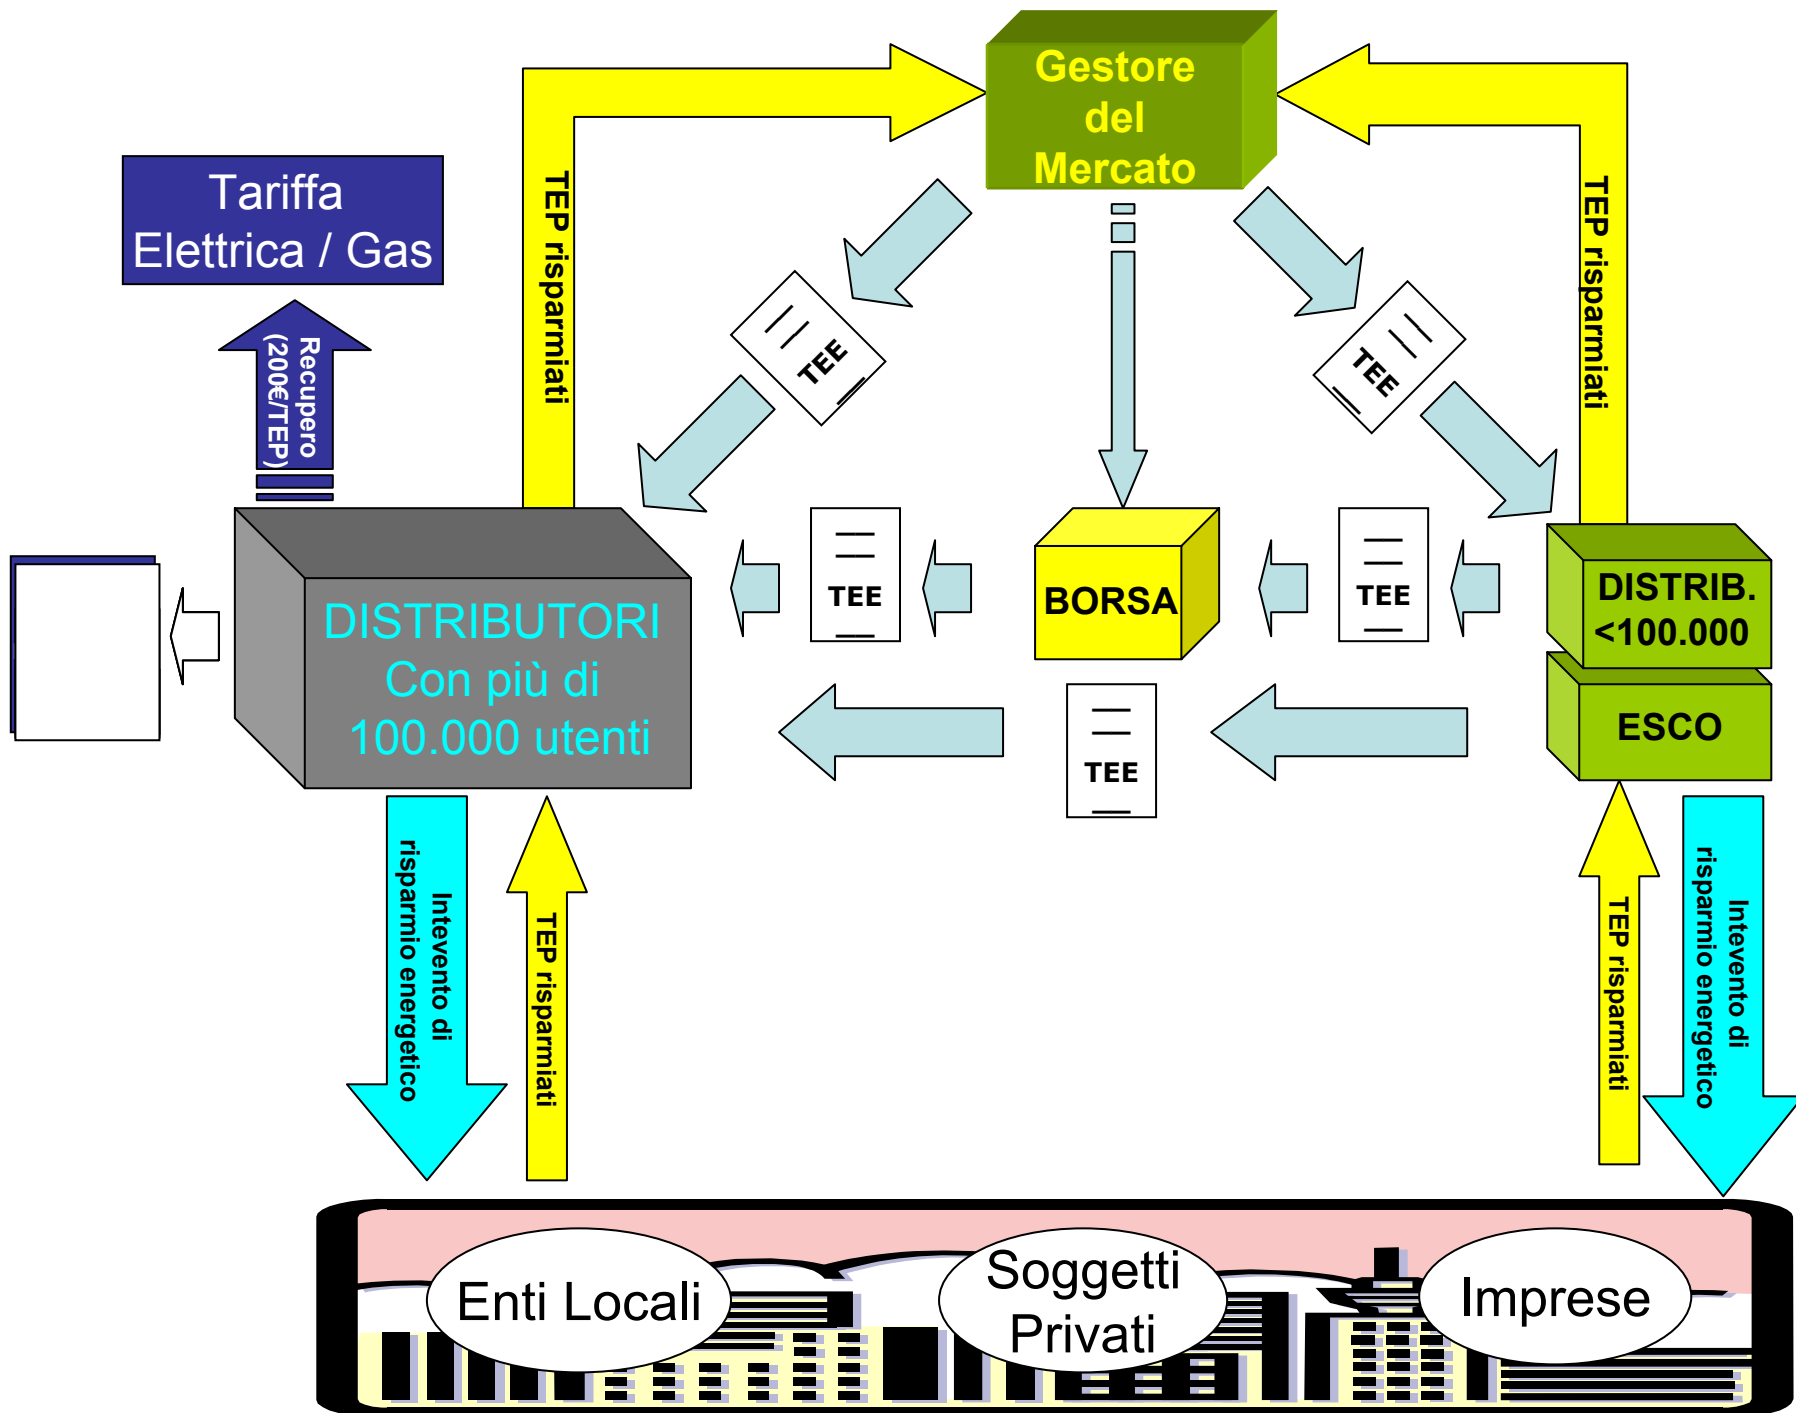 Gestore
del
Mercato
Tariffa
Elettrica / Gas
TEP risparmiati
TEP risparmiati
Recupero
(200€/TEP)
TEE
TEE
TEE
TEE
TEE
BORSA
DISTRIB.
<100.000
ESCO
DISTRIBUTORI
Con più di
100.000 utenti
Intevento di
risparmio energetico
TEP risparmiati
TEP risparmiati
Intevento di
risparmio energetico
Enti Locali
Soggetti
Privati
Imprese